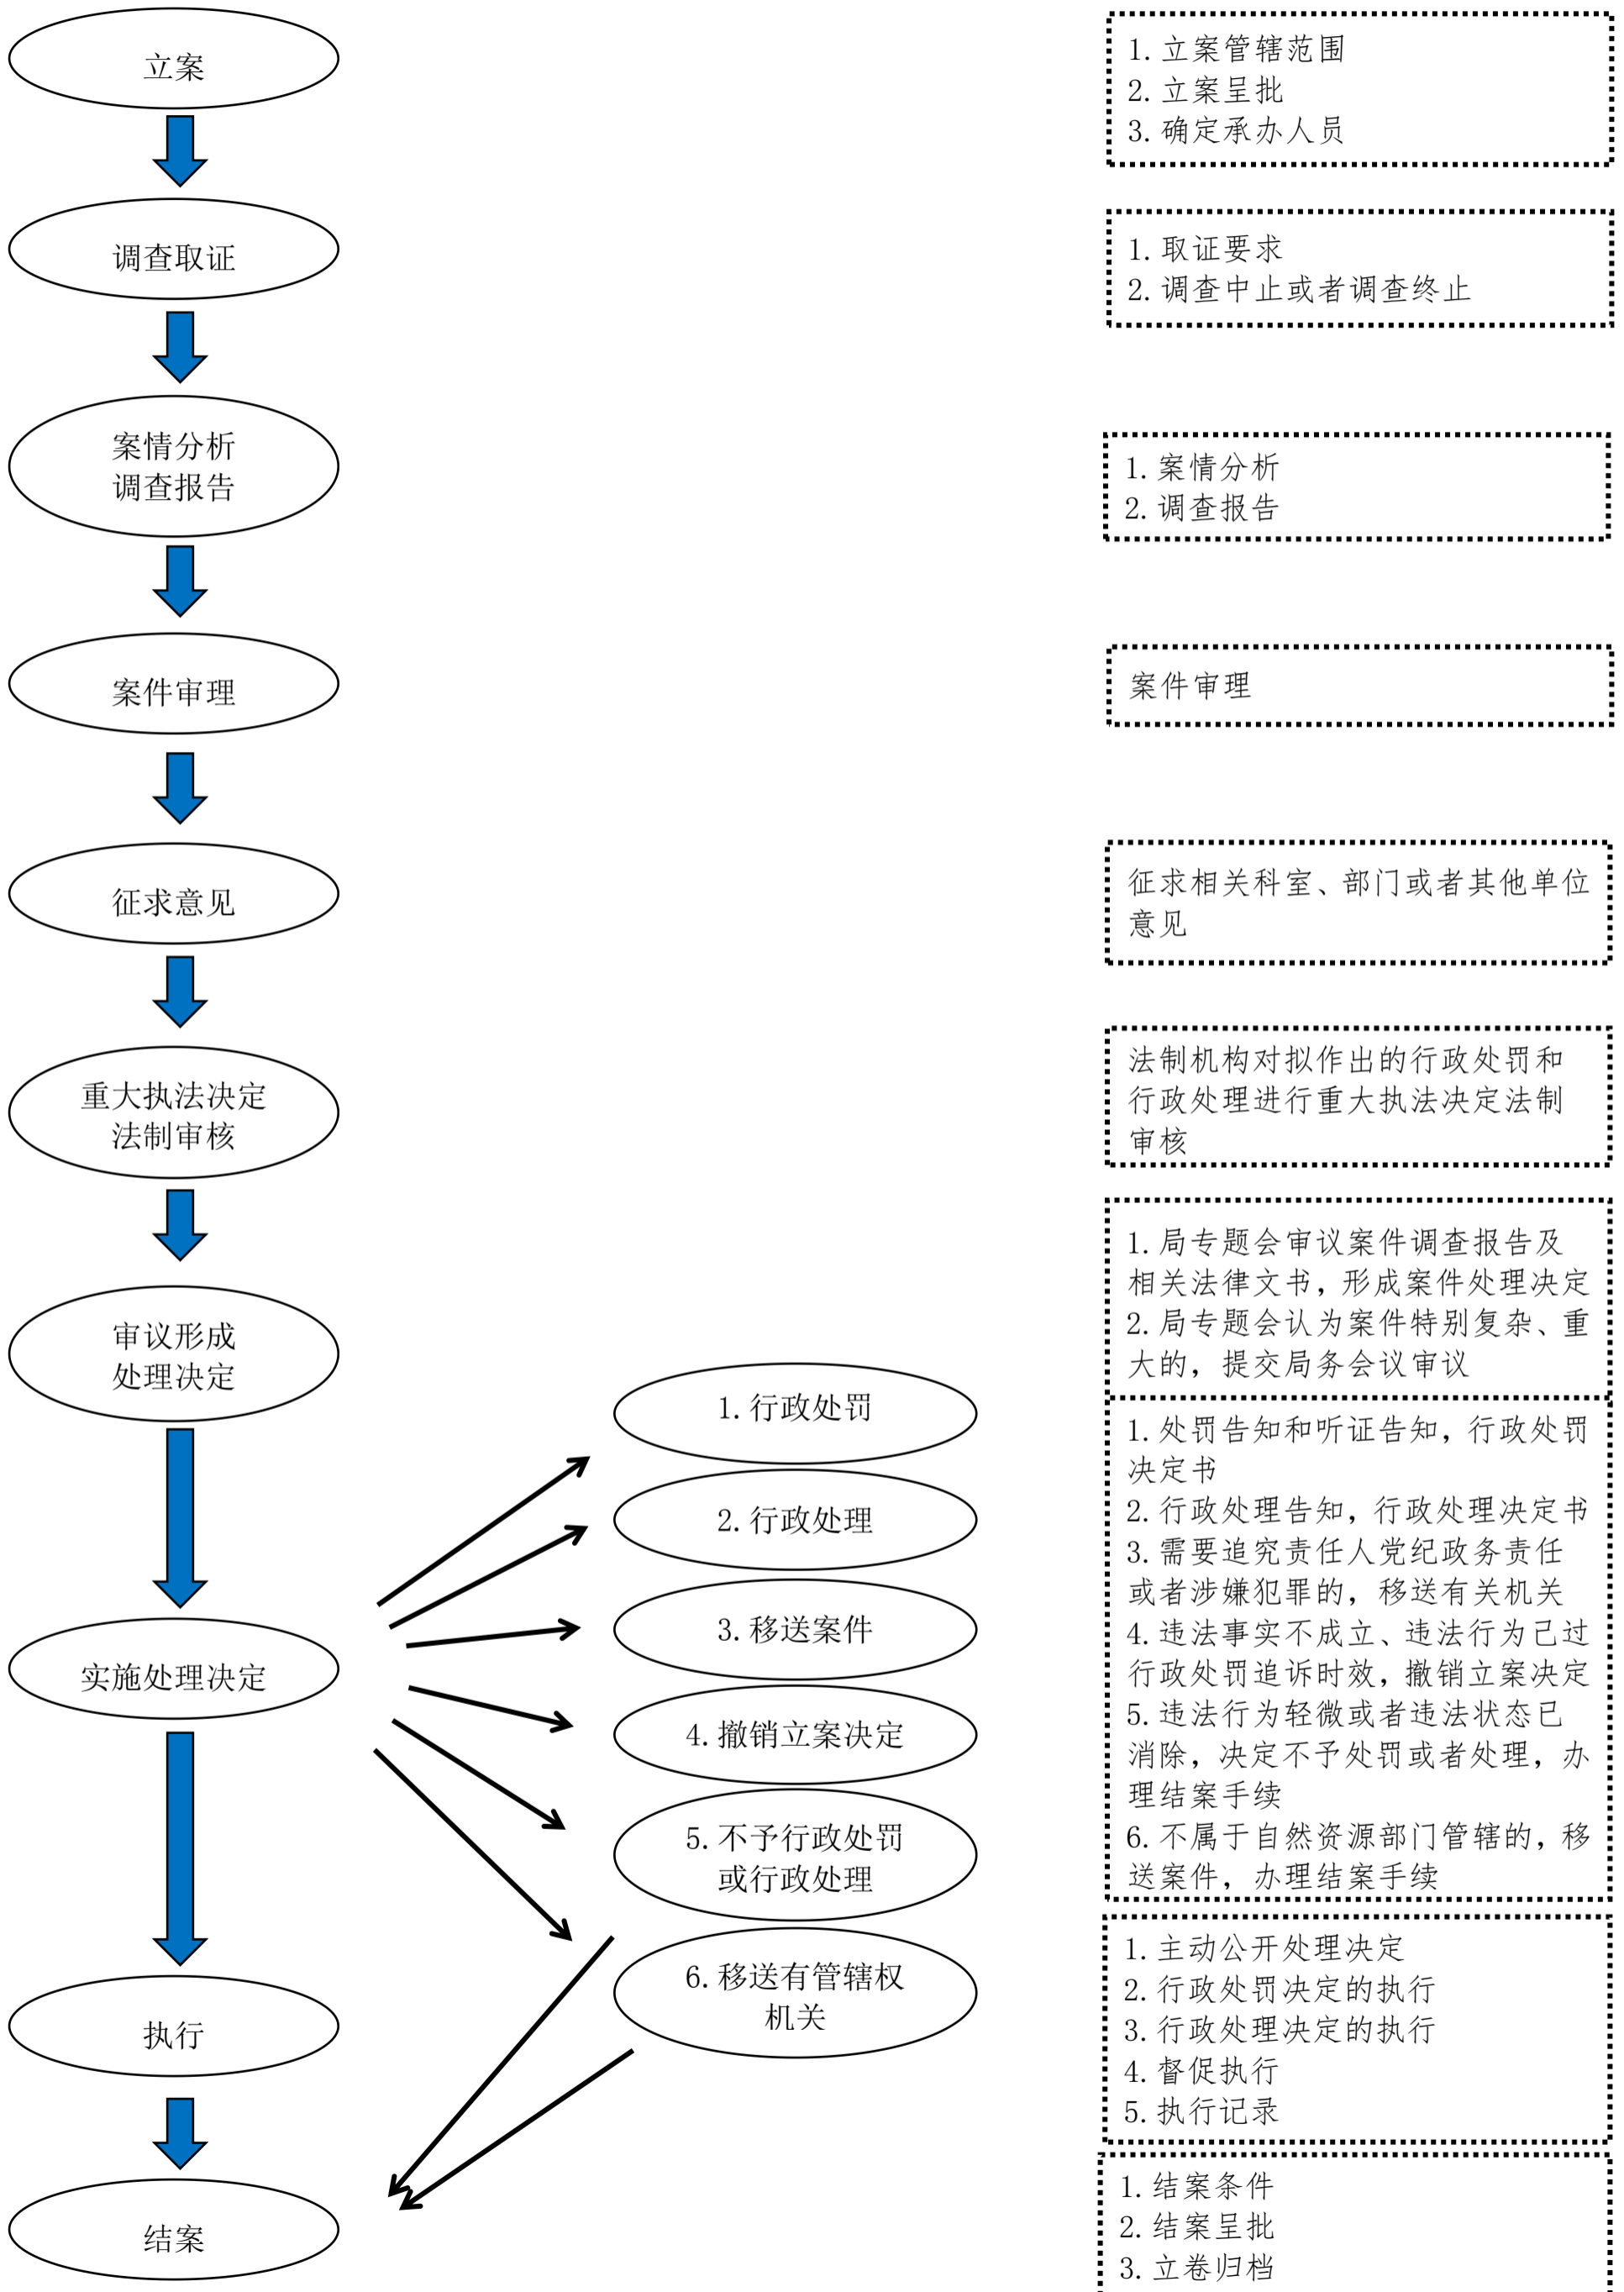 立案
1. 立案管辖范围
2. 立案呈批
3. 确定承办人员
调查取证
1. 取证要求
2. 调查中止或者调查终止
案情分析
调查报告
1. 案情分析
2. 调查报告
案件审理
案件审理
征求意见
征求相关科室、部门或者其他单位
意见
重大执法决定
法制审核
法制机构对拟作出的行政处罚和
行政处理进行重大执法决定法制
审核
审议形成
处理决定
1. 局专题会审议案件调查报告及
相关法律文书，形成案件处理决定
2. 局专题会认为案件特别复杂、重
大的，提交局务会议审议
实施处理决定
1. 行政处罚
2. 行政处理
3. 移送案件
4. 撤销立案决定
5. 不予行政处罚
或行政处理
6. 移送有管辖权
机关
1. 处罚告知和听证告知，行政处罚
决定书
2. 行政处理告知，行政处理决定书
3. 需要追究责任人党纪政务责任
或者涉嫌犯罪的，移送有关机关
4. 违法事实不成立、违法行为己过
行政处罚追诉时效，撤销立案决定
5. 违法行为轻微或者违法状态已
消除，决定不予处罚或者处理，办
理结案手续
6. 不属于自然资源部门管辖的，移
送案件，办理结案手续
执行
1. 主动公开处理决定
2. 行政处罚决定的执行
3. 行政处理决定的执行
4. 督促执行
5. 执行记录
结案
1. 结案条件
2. 结案呈批
3. 立卷归档